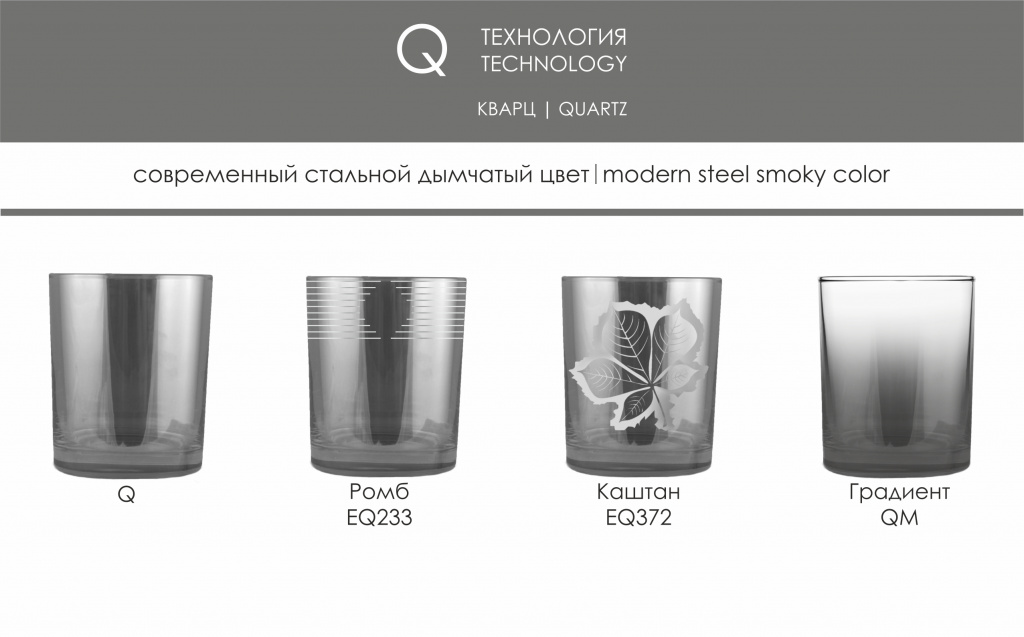 Q
ТЕХНОЛОГИЯ
TECHNOLOGY
КВАРЦ | QUARTZ
современный стальной дымчатый цвет|modern steel smoky color
Q
Ромб
EQ233
Каштан
EQ372
Градиент
QM